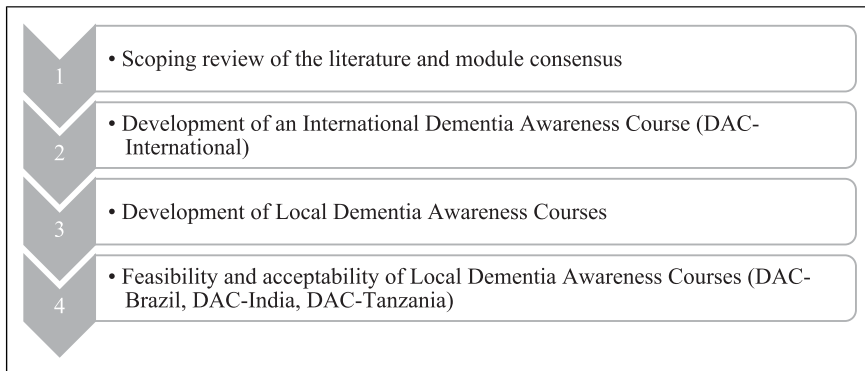 1
• Scoping review of the literature and module consensus
2
• Development of an International Dementia Awareness Course (DAC-
International)
3
• Development of Local Dementia Awareness Courses
4
• Feasibility and acceptability of Local Dementia Awareness Courses (DAC-
Brazil, DAC-India, DAC-Tanzania)